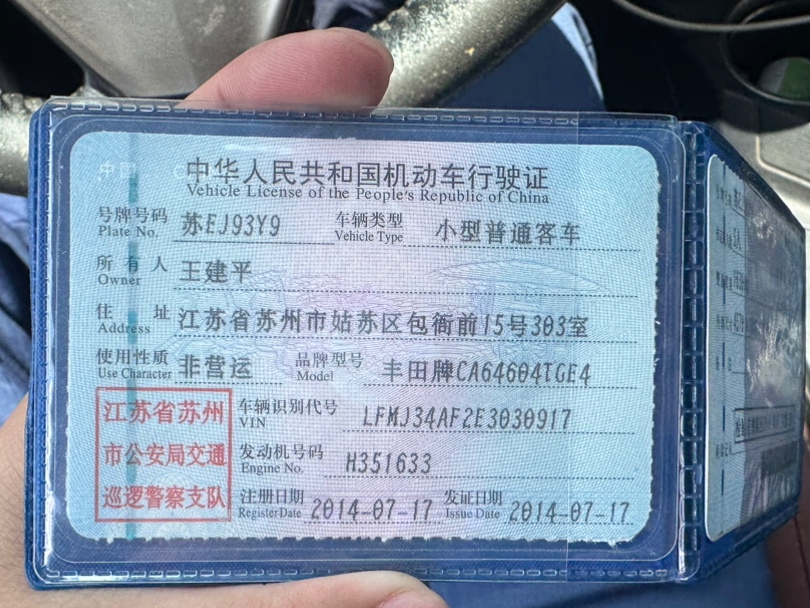 中华人民共和国机动车行驶证
Vehicle License of the People's Republic of China
号牌号码 苏EJ93Y9 车辆类型 小型普通客车
Plate No. Vehicle Type
所有人 王建平
Owner
住址 江苏省苏州市姑苏区包衙前15号303室
Address
使用性质 非营运 品牌型号 丰田牌CA64604TGE4
Use Character Model
江苏省苏州
市公安局交通
巡逻警察支队
车辆识别代号 LFMJ34AF2E3030917
VIN
发动机号码 H351633
Engine No.
注册日期 2014-07-17 发证日期 2014-07-17
Register Date Issue Date